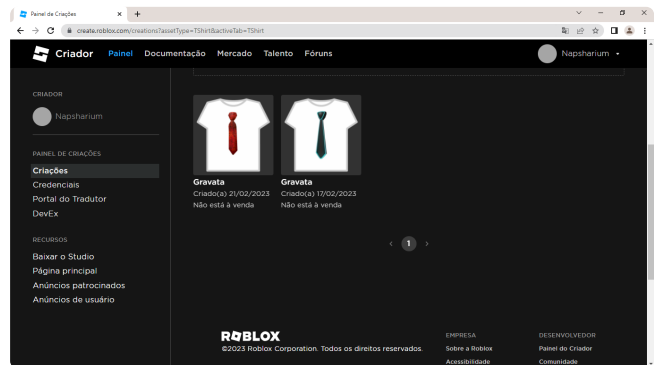 Painel de Criações
create.roblox.com/creations?assetType=TShirt&activeTab=TShirt
Criador Painel Documentação Mercado Talento Fóruns Napsharium
CRIADOR
Napsharium
PAINEL DE CRIAÇÕES
Criações
Credenciais
Portal do Tradutor
DevEx
RECURSOS
Baixar o Studio
Página principal
Anúncios patrocinados
Anúncios de usuário
Gravata
Criado(a) 21/02/2023
Não está à venda
Gravata
Criado(a) 17/02/2023
Não está à venda
1
ROBLOX
©2023 Roblox Corporation. Todos os direitos reservados.
EMPRESA
Sobre a Roblox
Acessibilidade
DESENVOLVEDOR
Painel do Criador
Comunidade